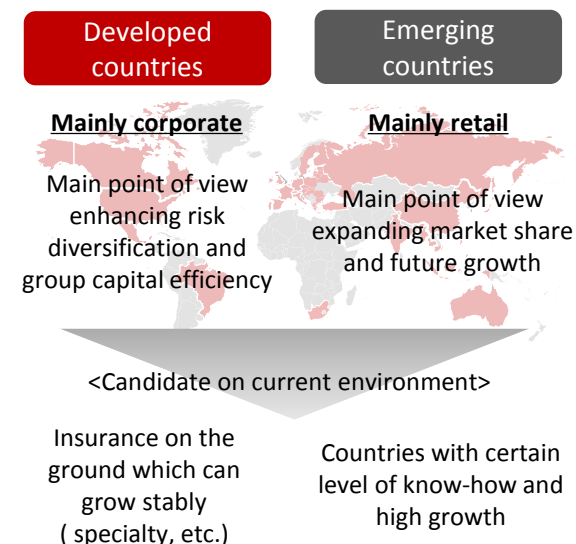 Developed
countries
Emerging
countries
Mainly corporate
Main point of view
enhancing risk
diversification and
group capital efficiency
Mainly retail
Main point of view
expanding market share
and future growth
<Candidate on current environment>
Insurance on the
ground which can
grow stably
( specialty, etc.)
Countries with certain
level of know-how and
high growth